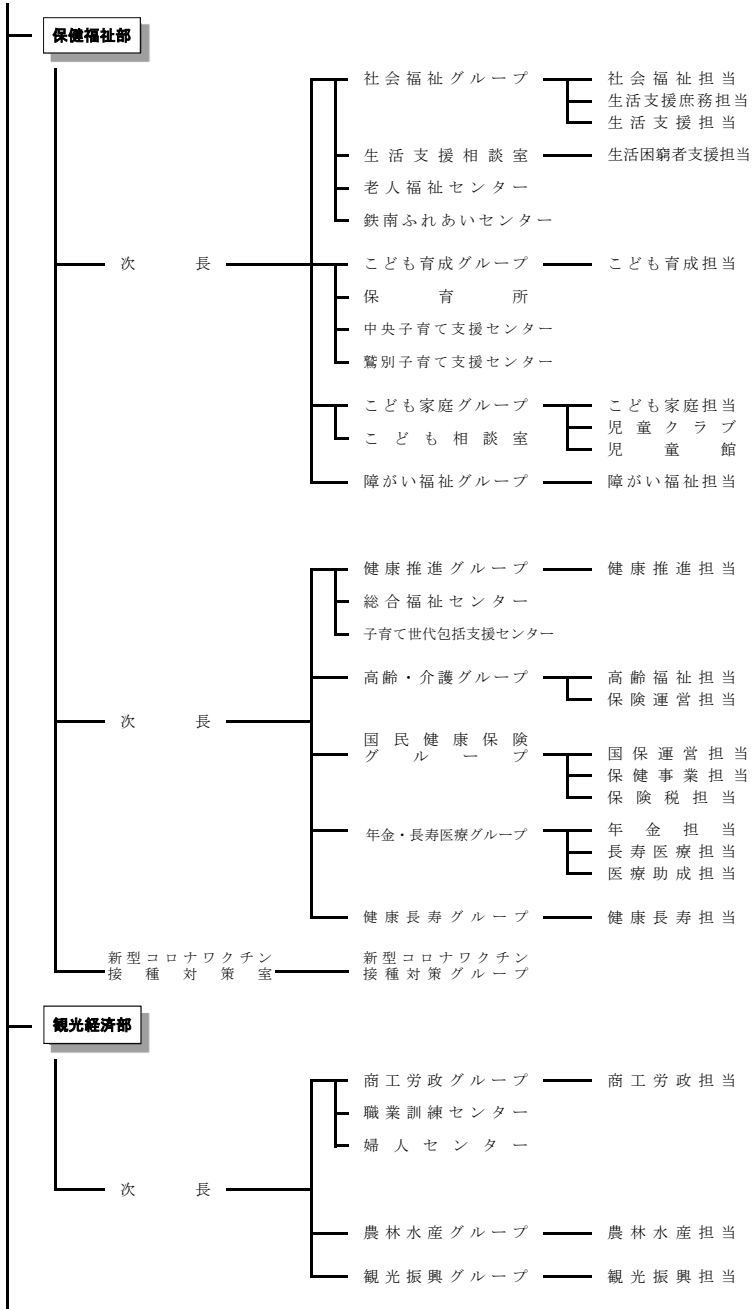 保健福祉部
社会福祉グループ 社会福祉担当
生活支援庶務担当
生活支援担当
生活支援相談室 生活困窮者支援担当
老人福祉センター
鉄南ふれあいセンター
次長 こども育成グループ こども育成担当
保育所
中央子育て支援センター
鷲別子育て支援センター
こども家庭グループ こども家庭担当
児童クラブ
こども相談室
児童館
障がい福祉グループ 障がい福祉担当
健康推進グループ 健康推進担当
総合福祉センター
子育て世代包括支援センター
高齢・介護グループ 高齢福祉担当
保険運営担当
次長
国民健康保険
グループ 国保運営担当
保健事業担当
保険税担当
年金・長寿医療グループ 年金担当
長寿医療担当
医療助成担当
健康長寿グループ 健康長寿担当
新型コロナワクチン 新型コロナワクチン
接種対策室 接種対策グループ
観光経済部
商工労政グループ 商工労政担当
職業訓練センター
婦人センター
次長
農林水産グループ 農林水産担当
観光振興グループ 観光振興担当